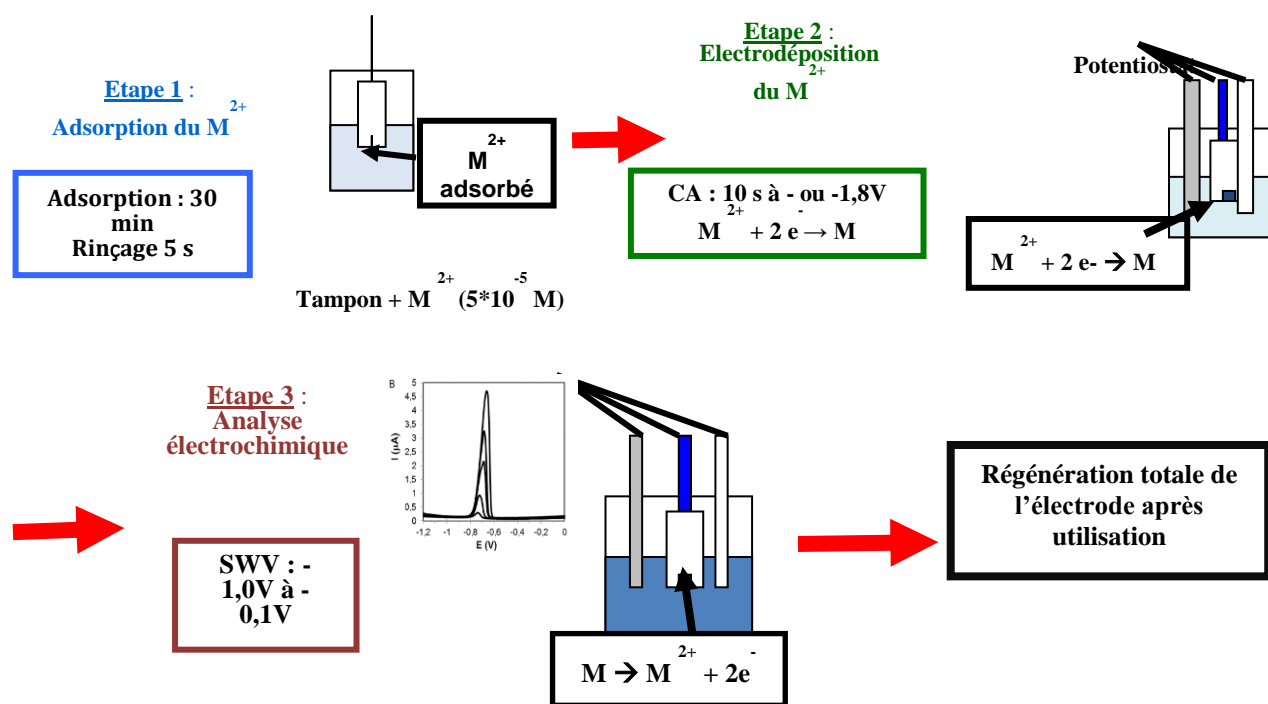 Etape 1 :
Adsorption du M2+
Adsorption : 30
min
Rinçage 5 s
M2+
adsorbé
Tampon + M2+ (5*10-5 M)
Etape 2 :
Electrodéposition
du M2+
CA : 10 s à - ou -1,8V
M2+ + 2 e- → M
M2+ + 2 e- → M
Etape 3 :
Analyse
électrochimique
SWV : -
1,0V à -
0,1V
B
I (µA)
5
4,5
4
3,5
3
2,5
2
1,5
1
0,5
0
-1,2 -1 -0,8 -0,6 -0,4 -0,2 0
E (V)
M → M2+ + 2e-
Régénération totale de
l’électrode après
utilisation